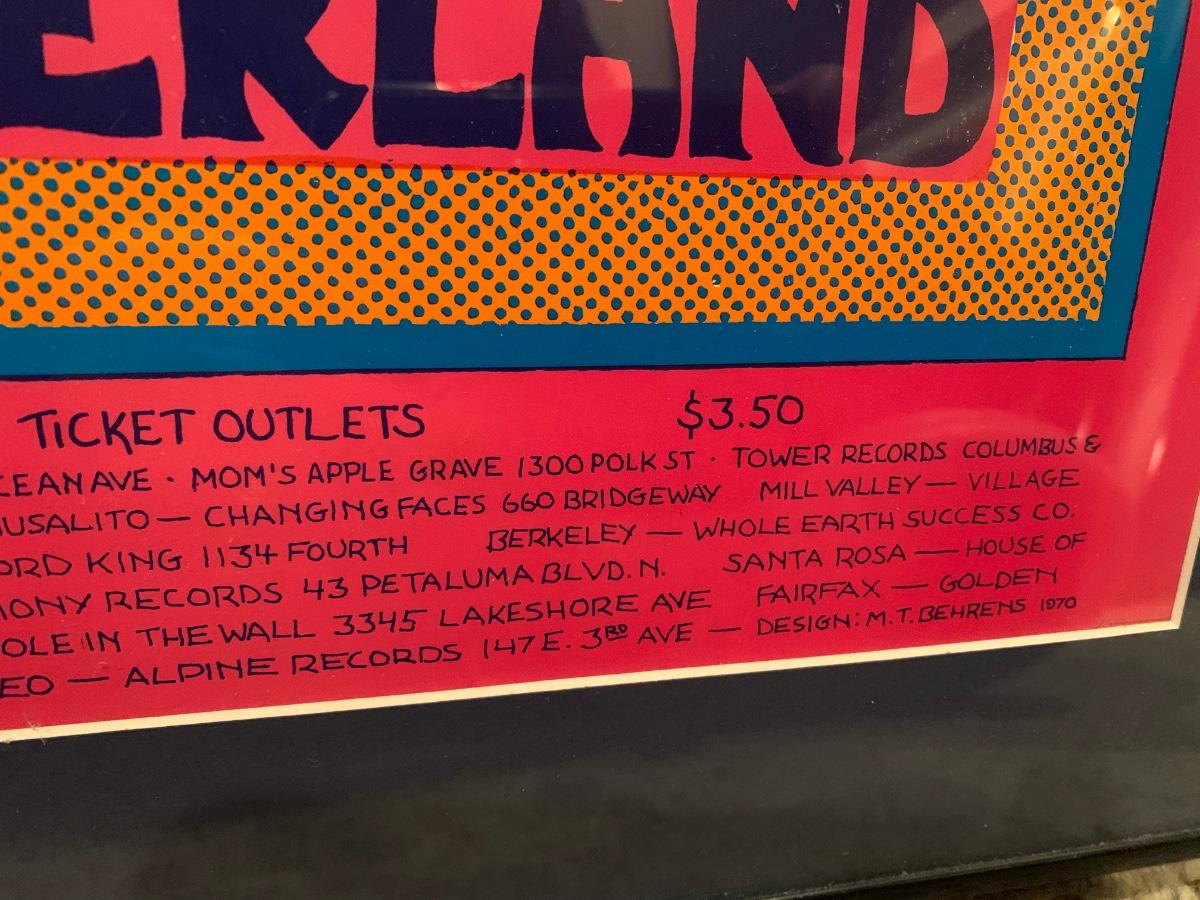 ERLAND
TICKET OUTLETS $3.50
CEAN AVE · MOM'S APPLE GRAVE 1300 POLK ST · TOWER RECORDS COLUMBUS &
USALITO — CHANGING FACES 660 BRIDGEWAY MILL VALLEY — VILLAGE
ORD KING 1134 FOURTH BERKELEY — WHOLE EARTH SUCCESS CO.
ONY RECORDS 43 PETALUMA BLVD. N. SANTA ROSA — HOUSE OF
OLE IN THE WALL 3345 LAKESHORE AVE FAIRFAX — GOLDEN
EO — ALPINE RECORDS 147 E. 3RD AVE — DESIGN: M.T. BEHRENS 1970